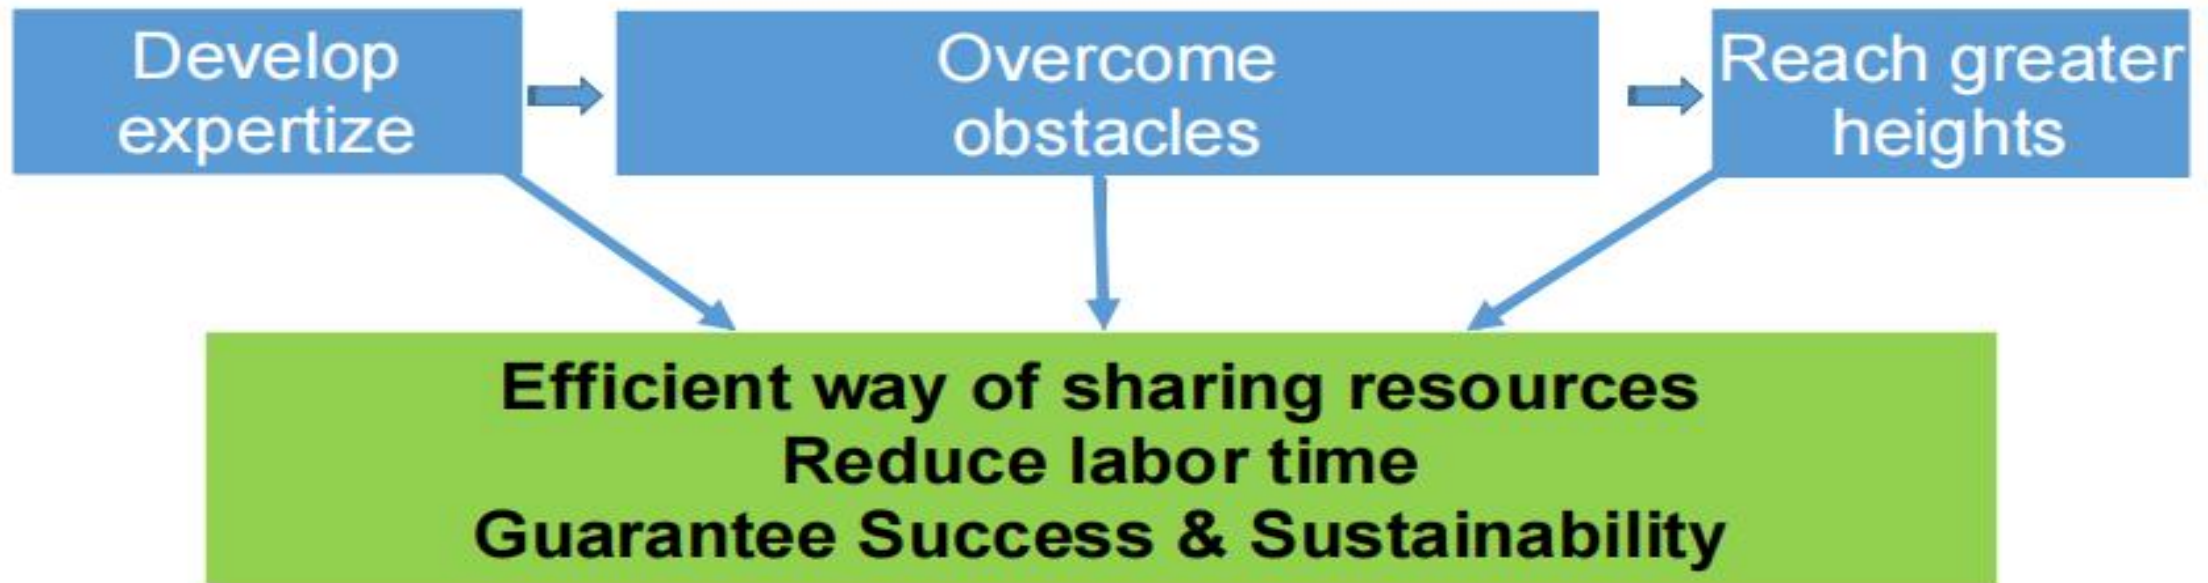 Develop
expertize
Overcome
obstacles
Reach greater
heights
Efficient way of sharing resources
Reduce labor time
Guarantee Success & Sustainability